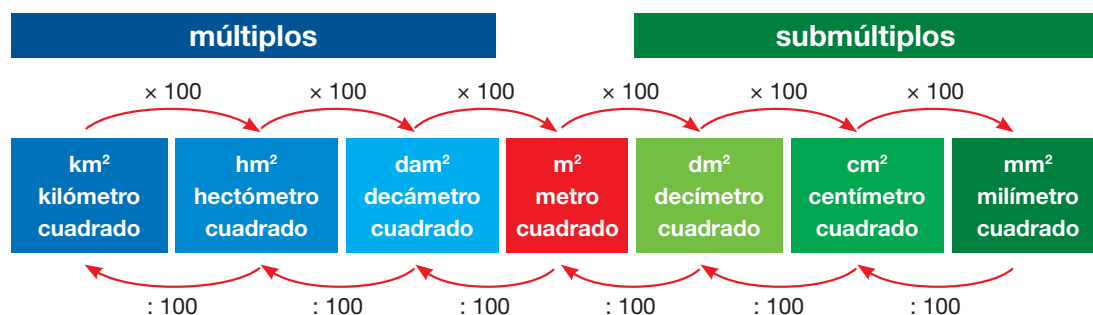 múltiplos submúltiplos
× 100 × 100 × 100 × 100 × 100 × 100
km² hm² dam² m² dm² cm² mm²
kilómetro hectómetro decámetro metro decímetro centímetro milímetro
cuadrado cuadrado cuadrado cuadrado cuadrado cuadrado cuadrado
: 100 : 100 : 100 : 100 : 100 : 100